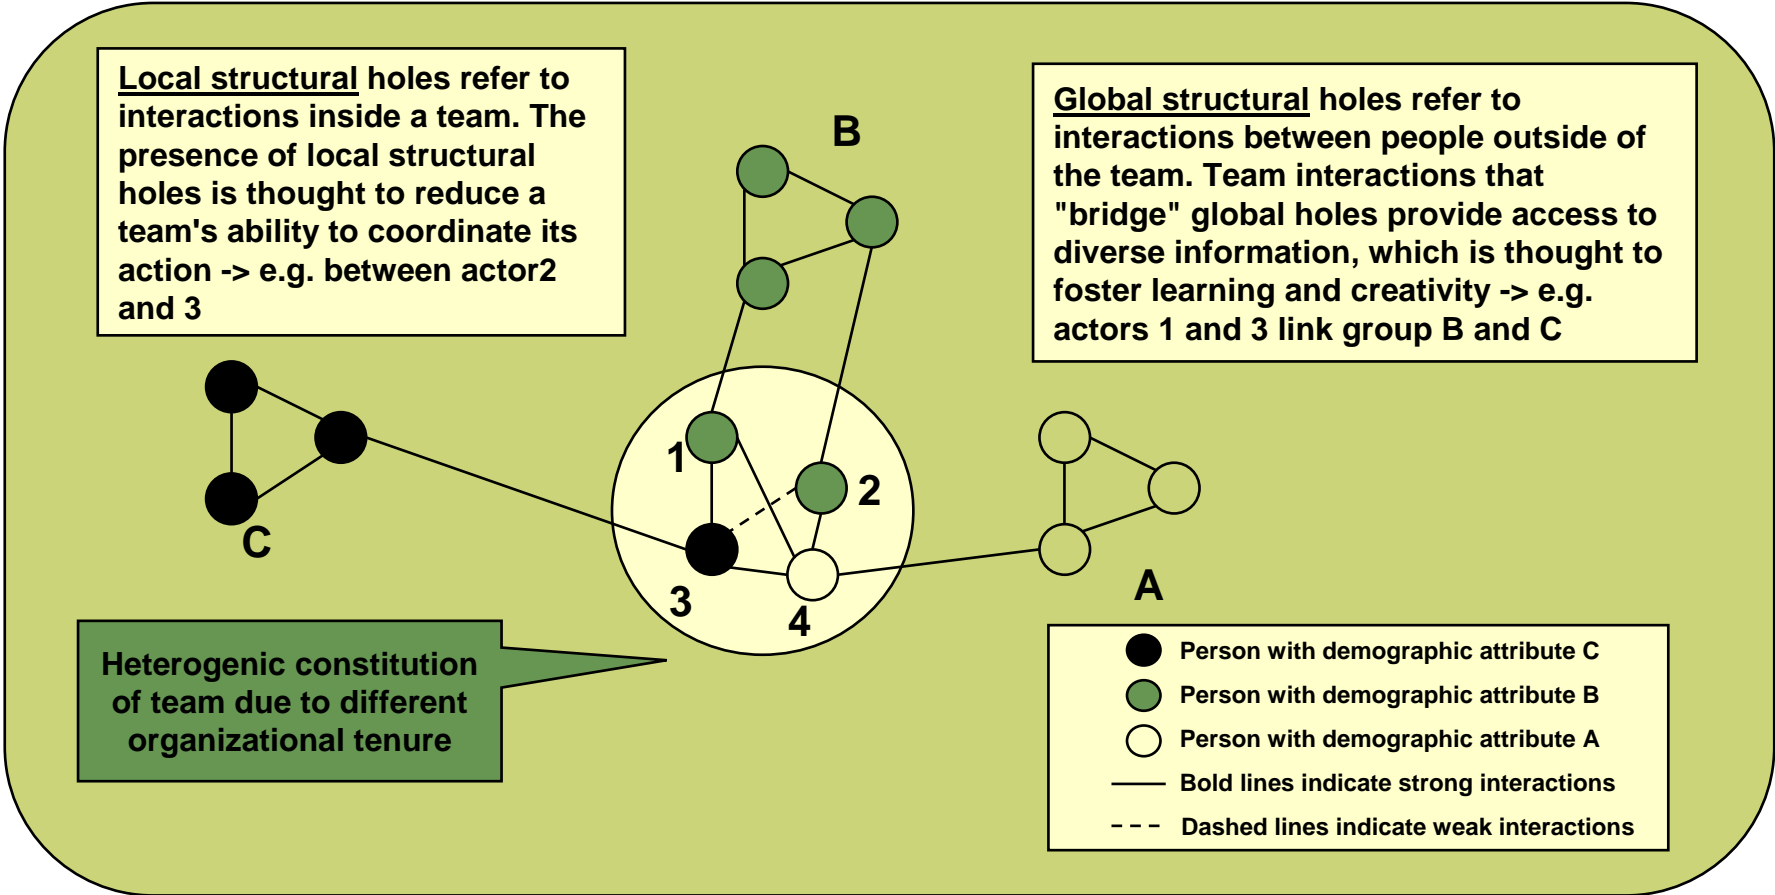 Local structural holes refer to
interactions inside a team. The
presence of local structural
holes is thought to reduce a
team's ability to coordinate its
action -> e.g. between actor2
and 3
Global structural holes refer to
interactions between people outside of
the team. Team interactions that
"bridge" global holes provide access to
diverse information, which is thought to
foster learning and creativity -> e.g.
actors 1 and 3 link group B and C
B
1
2
C
3
4
A
Heterogenic constitution
of team due to different
organizational tenure
Person with demographic attribute C
Person with demographic attribute B
Person with demographic attribute A
Bold lines indicate strong interactions
Dashed lines indicate weak interactions